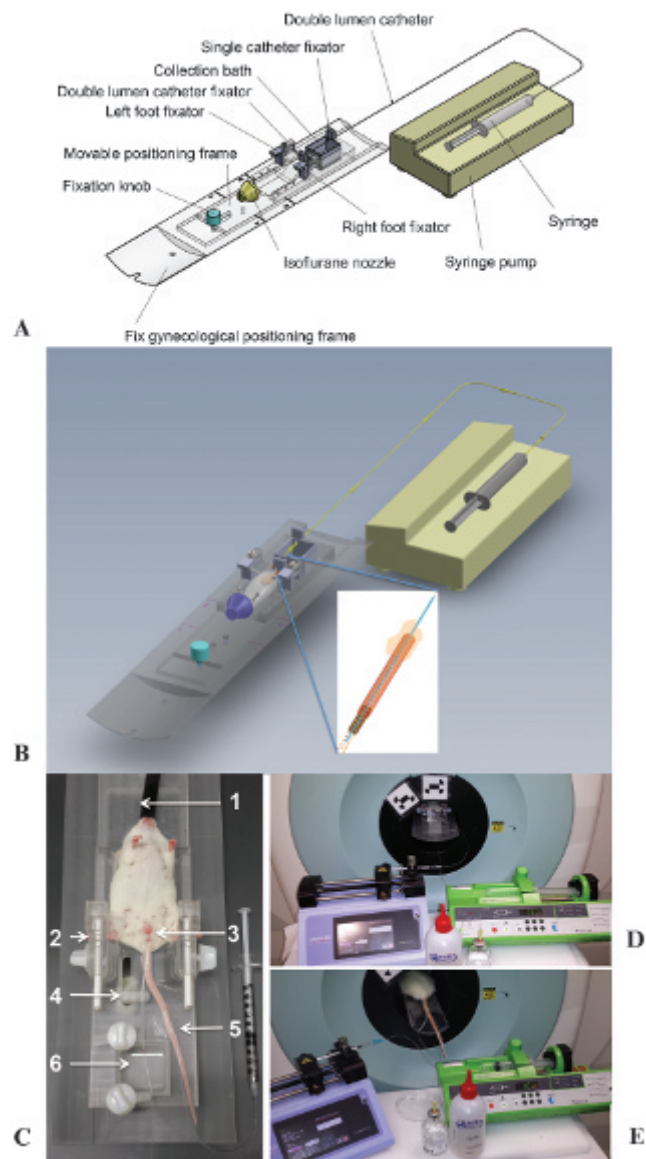 Double lumen catheter
Single catheter fixator
Collection bath
Double lumen catheter fixator
Left foot fixator
Movable positioning frame
Fixation knob
Right foot fixator
Isoflurane nozzle
Syringe
Syringe pump
Fix gynecological positioning frame
A
B
1
2
3
4
5
6
C
D
E